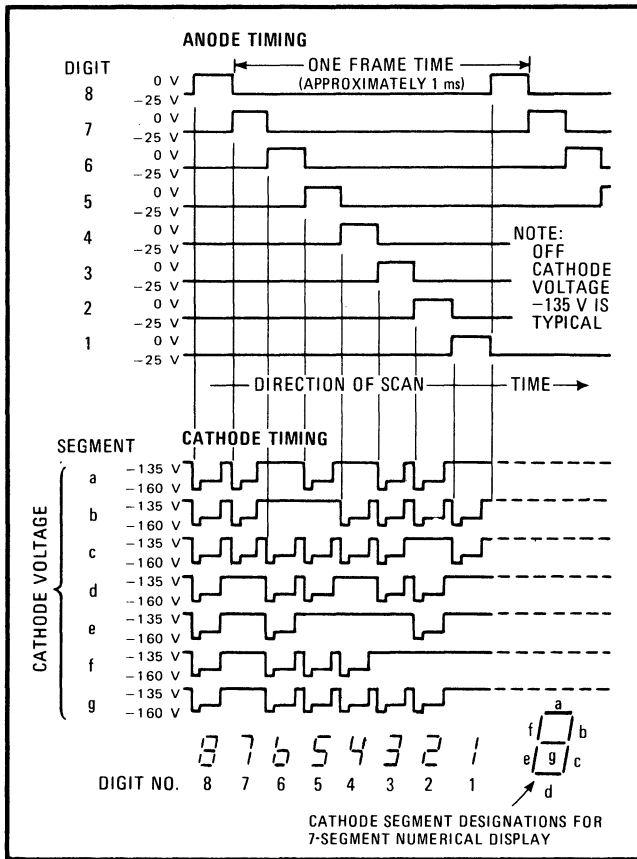 ANODE TIMING
DIGIT
ONE FRAME TIME
(APPROXIMATELY 1 ms)
8 0 V
−25 V
7 0 V
−25 V
6 0 V
−25 V
5 0 V
−25 V
4 0 V
−25 V
3 0 V
−25 V
2 0 V
−25 V
1 0 V
−25 V
NOTE:
OFF
CATHODE
VOLTAGE
−135 V IS
TYPICAL
DIRECTION OF SCAN
TIME
CATHODE TIMING
SEGMENT
CATHODE VOLTAGE
a −135 V
−160 V
b −135 V
−160 V
c −135 V
−160 V
d −135 V
−160 V
e −135 V
−160 V
f −135 V
−160 V
g −135 V
−160 V
8 7 6 5 4 3 2 1
DIGIT NO. 8 7 6 5 4 3 2 1
a
f b
g
e c
d
CATHODE SEGMENT DESIGNATIONS FOR
7-SEGMENT NUMERICAL DISPLAY